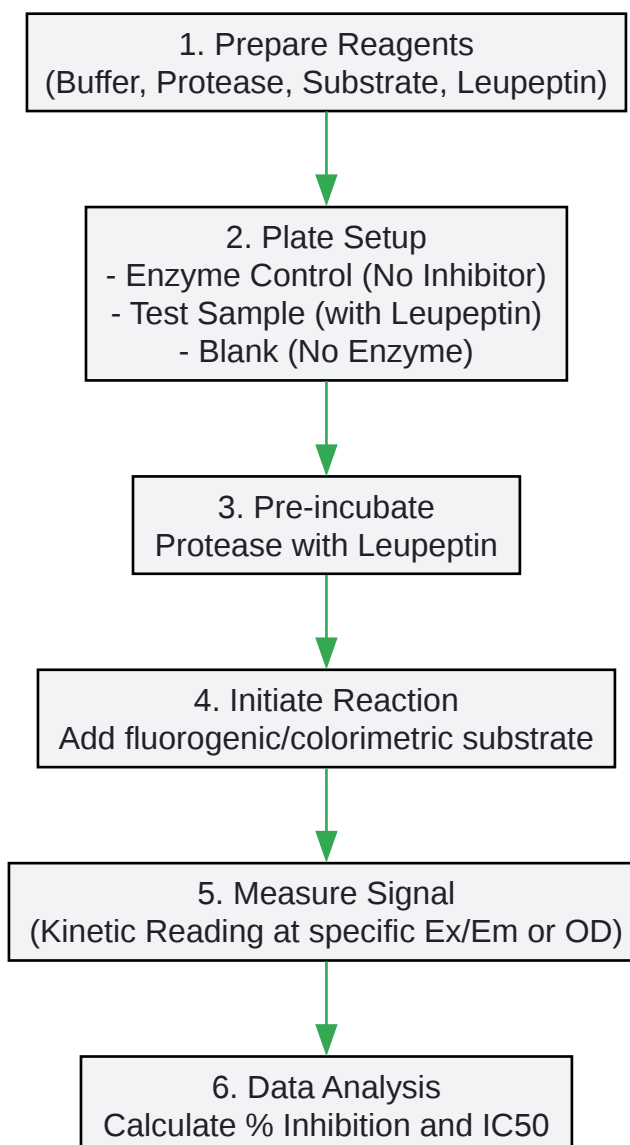 1. Prepare Reagents
(Buffer, Protease, Substrate, Leupeptin)
2. Plate Setup
- Enzyme Control (No Inhibitor)
- Test Sample (with Leupeptin)
- Blank (No Enzyme)
3. Pre-incubate
Protease with Leupeptin
4. Initiate Reaction
Add fluorogenic/colorimetric substrate
5. Measure Signal
(Kinetic Reading at specific Ex/Em or OD)
6. Data Analysis
Calculate % Inhibition and IC50